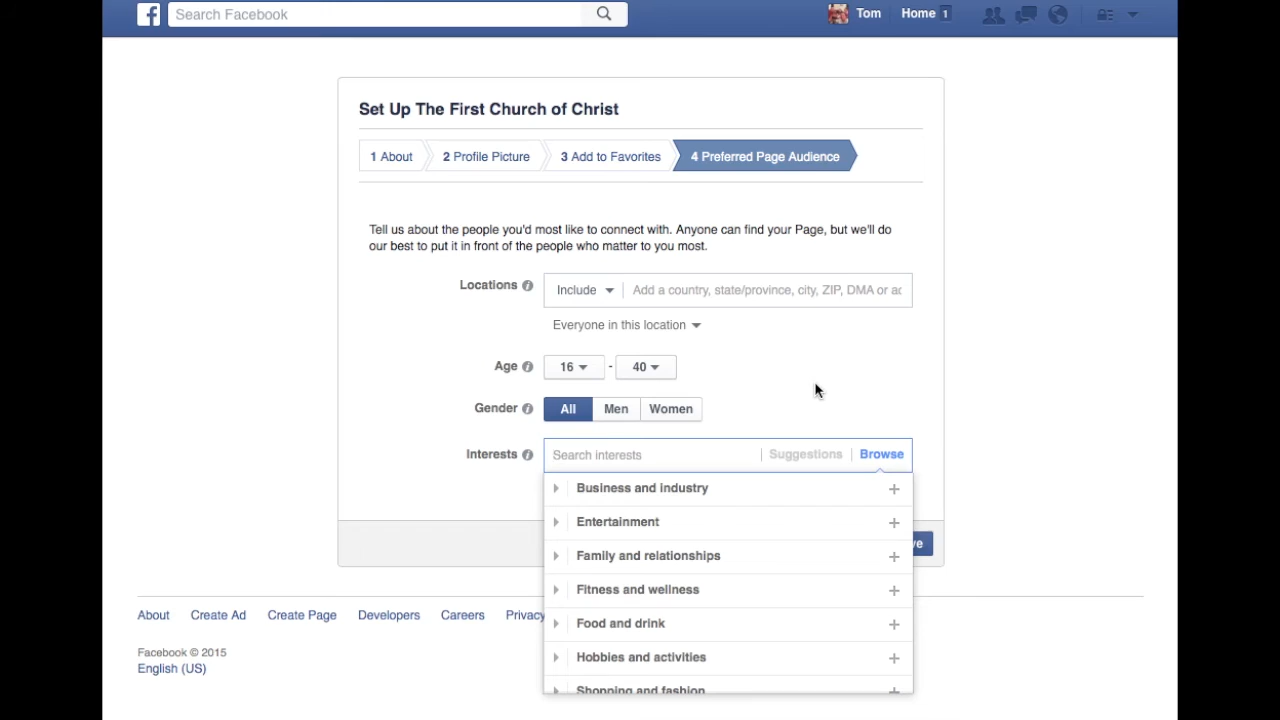 Search Facebook
Tom
Home 1
Set Up The First Church of Christ
1 About
2 Profile Picture
3 Add to Favorites
4 Preferred Page Audience
Tell us about the people you'd most like to connect with. Anyone can find your Page, but we'll do
our best to put it in front of the people who matter to you most.
Locations
Include
Add a country, state/province, city, ZIP, DMA or ac
Everyone in this location
Age
16 - 40
Gender
All
Men
Women
Interests
Search interests
Suggestions
Browse
Business and industry
Entertainment
Family and relationships
Fitness and wellness
Food and drink
Hobbies and activities
Shopping and fashion
ve
About
Create Ad
Create Page
Developers
Careers
Privacy
Facebook © 2015
English (US)